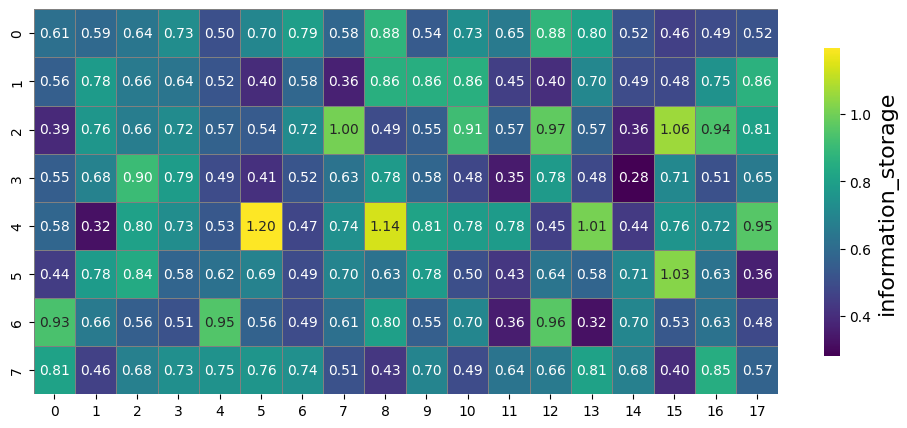 0 0.61 0.59 0.64 0.73 0.50 0.70 0.79 0.58 0.88 0.54 0.73 0.65 0.88 0.80 0.52 0.46 0.49 0.52
1 0.56 0.78 0.66 0.64 0.52 0.40 0.58 0.36 0.86 0.86 0.86 0.45 0.40 0.70 0.49 0.48 0.75 0.86
2 0.39 0.76 0.66 0.72 0.57 0.54 0.72 1.00 0.49 0.55 0.91 0.57 0.97 0.57 0.36 1.06 0.94 0.81
3 0.55 0.68 0.90 0.79 0.49 0.41 0.52 0.63 0.78 0.58 0.48 0.35 0.78 0.48 0.28 0.71 0.51 0.65
4 0.58 0.32 0.80 0.73 0.53 1.20 0.47 0.74 1.14 0.81 0.78 0.78 0.45 1.01 0.44 0.76 0.72 0.95
5 0.44 0.78 0.84 0.58 0.62 0.69 0.49 0.70 0.63 0.78 0.50 0.43 0.64 0.58 0.71 1.03 0.63 0.36
6 0.93 0.66 0.56 0.51 0.95 0.56 0.49 0.61 0.80 0.55 0.70 0.36 0.96 0.32 0.70 0.53 0.63 0.48
7 0.81 0.46 0.68 0.73 0.75 0.76 0.74 0.51 0.43 0.70 0.49 0.64 0.66 0.81 0.68 0.40 0.85 0.57
0 1 2 3 4 5 6 7 8 9 10 11 12 13 14 15 16 17
1.0
0.8
0.6
0.4
information_storage